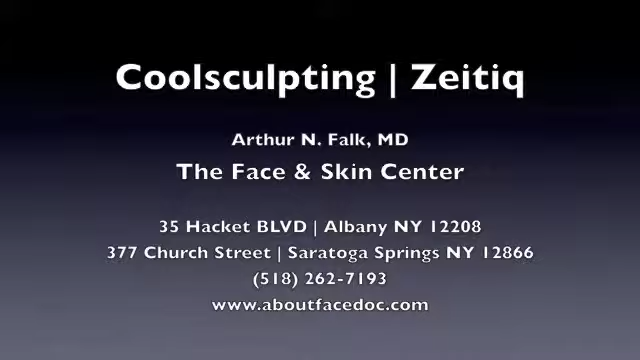 Coolsculpting | Zeitiq
Arthur N. Falk, MD
The Face & Skin Center
35 Hacket BLVD | Albany NY 12208
377 Church Street | Saratoga Springs NY 12866
(518) 262-7193
www.aboutfacedoc.com